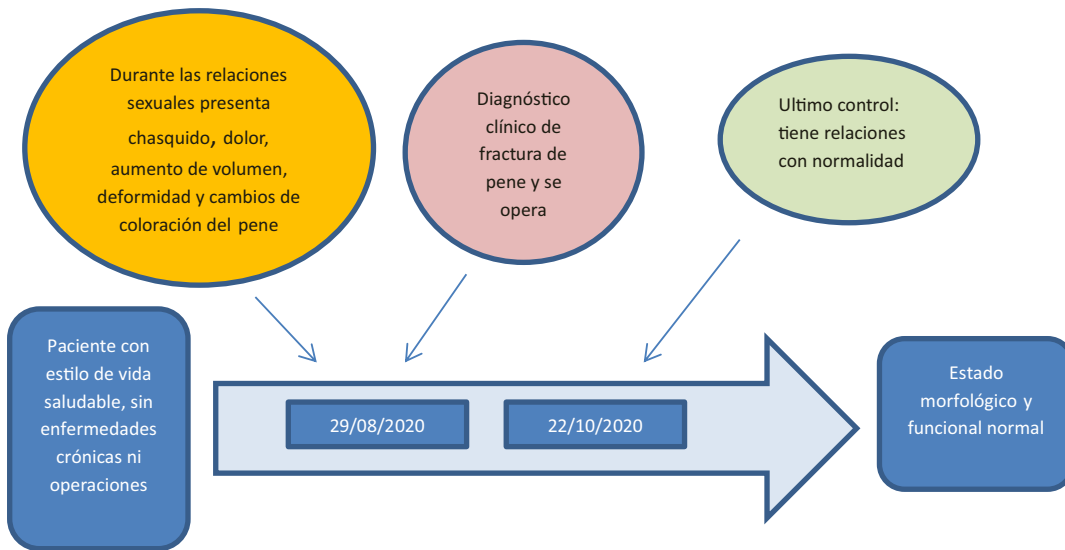 Durante las relaciones
sexuales presenta
chasquido, dolor,
aumento de volumen,
deformidad y cambios de
coloración del pene
Diagnóstico
clínico de
fractura de
pene y se
opera
Ultimo control:
tiene relaciones
con normalidad
Paciente con
estilo de vida
saludable, sin
enfermedades
crónicas ni
operaciones
29/08/2020
22/10/2020
Estado
morfológico y
funcional normal